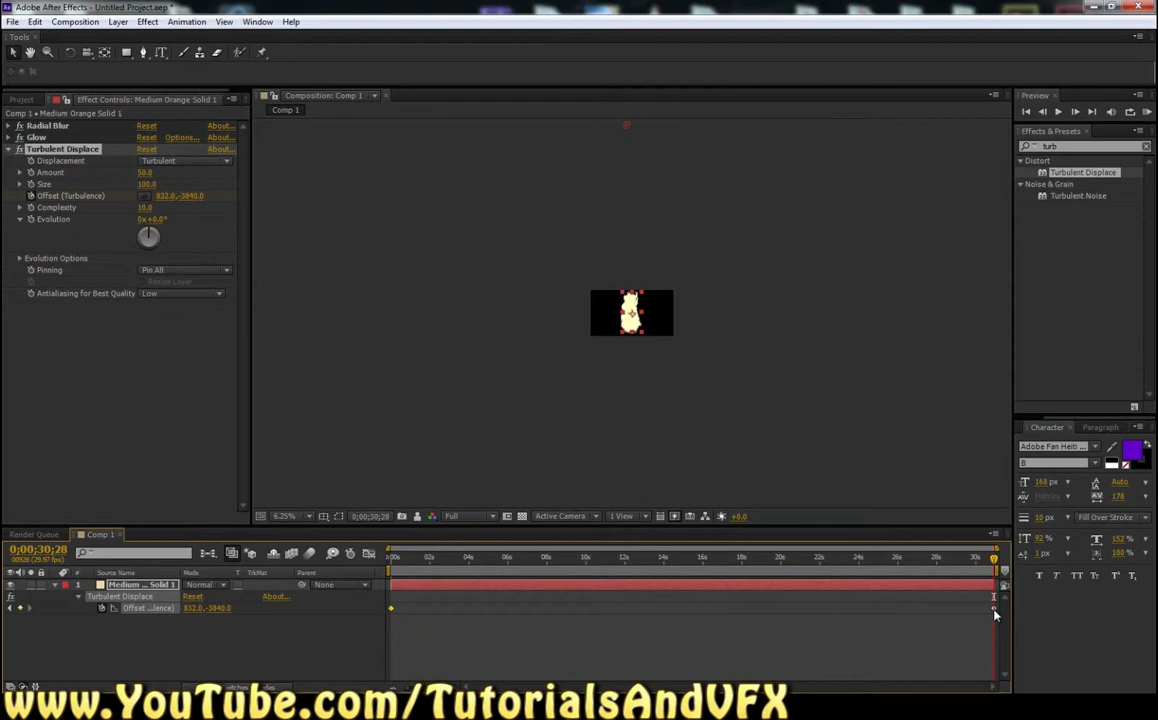 Adobe After Effects - Untitled Project.aep *
File Edit Composition Layer Effect Animation View Window Help
Tools
Project Effect Controls: Medium Orange Solid 1
Comp 1 • Medium Orange Solid 1
Radial Blur Reset About...
Glow Reset Options... About...
Turbulent Displace Reset About...
Displacement Turbulent
Amount 50.0
Size 100.0
Offset (Turbulence) 832.0,-3840.0
Complexity 10.0
Evolution 0x+0.0°
Evolution Options
Pinning Pin All
Resize Layer
Antialiasing for Best Quality Low
Composition: Comp 1
Comp 1
6.25% 0;00;30;28 Full Active Camera 1 View +0.0
Preview
Effects & Presets
turb
Distort
Turbulent Displace
Noise & Grain
Turbulent Noise
Character Paragraph
Adobe Fan Heiti ...
B
168 px Auto
Metrics 178
10 px Fill Over Stroke
92 % 152 %
1 px 100 %
T T TT Tt T¹ T₁
Render Queue Comp 1
0;00;30;28
00928 (29.97 fps)
:00s 02s 04s 06s 08s 10s 12s 14s 16s 18s 20s 22s 24s 26s 28s 30s
# Source Name Mode T TrkMat Parent
1 Medium ... Solid 1 Normal None
Turbulent Displace Reset About...
Offset ...lence) 832.0,-3840.0
www.YouTube.com/TutorialsAndVFX